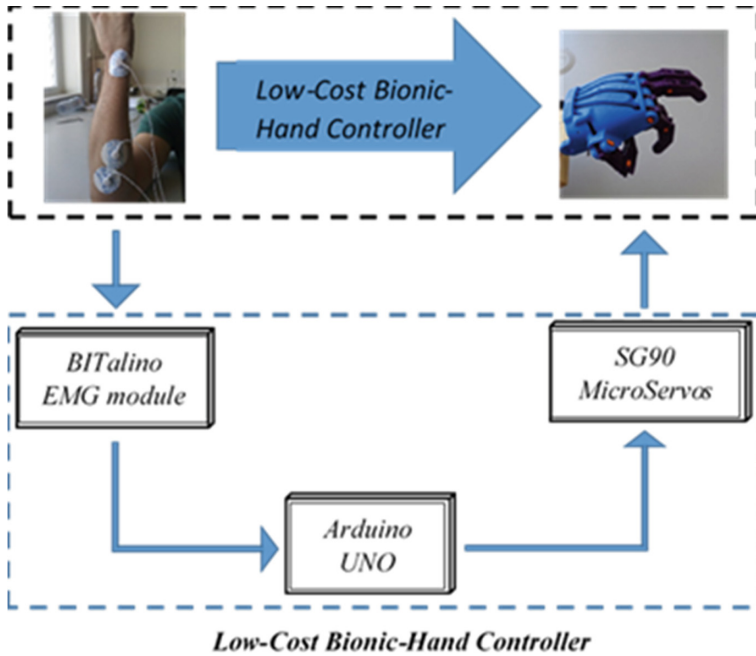 Low-Cost Bionic-
Hand Controller
BITalino
EMG module
SG90
MicroServos
Arduino
UNO
Low-Cost Bionic-Hand Controller